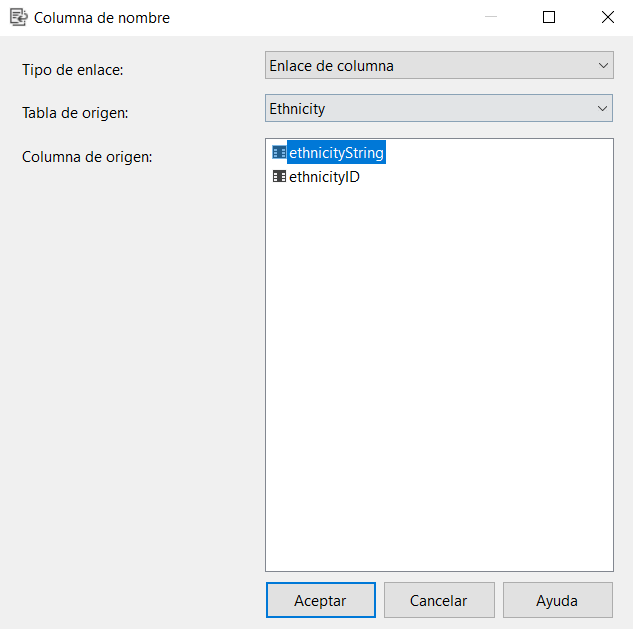 Columna de nombre
Tipo de enlace:
Enlace de columna
Tabla de origen:
Ethnicity
Columna de origen:
ethnicityString
ethnicityID
Aceptar
Cancelar
Ayuda